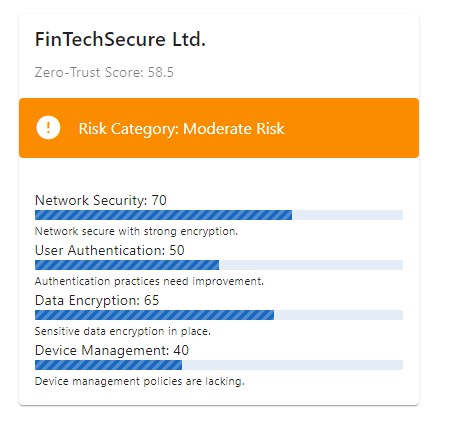 FinTechSecure Ltd.
Zero-Trust Score: 58.5
Risk Category: Moderate Risk
Network Security: 70
Network secure with strong encryption.
User Authentication: 50
Authentication practices need improvement.
Data Encryption: 65
Sensitive data encryption in place.
Device Management: 40
Device management policies are lacking.